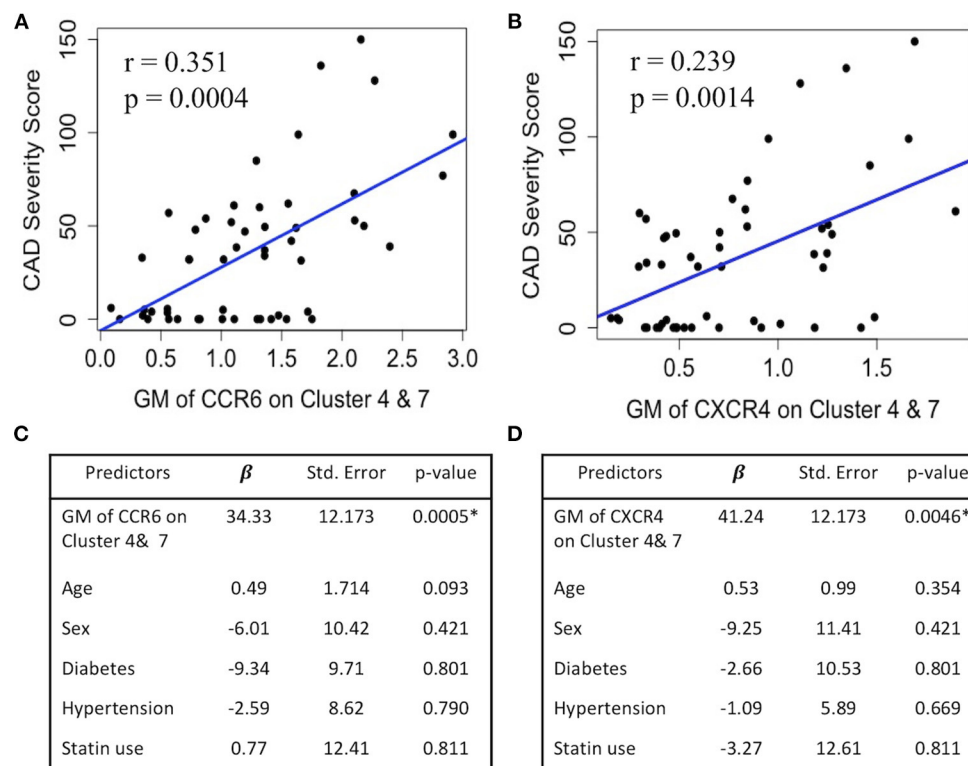 A
r = 0.351
p = 0.0004
CAD Severity Score
0 50 100 150
0.0 0.5 1.0 1.5 2.0 2.5 3.0
GM of CCR6 on Cluster 4 & 7
B
r = 0.239
p = 0.0014
CAD Severity Score
0 50 100 150
0.5 1.0 1.5
GM of CXCR4 on Cluster 4 & 7
C
Predictors β Std. Error p-value
GM of CCR6 on 34.33 12.173 0.0005*
Cluster 4& 7
Age 0.49 1.714 0.093
Sex -6.01 10.42 0.421
Diabetes -9.34 9.71 0.801
Hypertension -2.59 8.62 0.790
Statin use 0.77 12.41 0.811
D
Predictors β Std. Error p-value
GM of CXCR4 41.24 12.173 0.0046*
on Cluster 4& 7
Age 0.53 0.99 0.354
Sex -9.25 11.41 0.421
Diabetes -2.66 10.53 0.801
Hypertension -1.09 5.89 0.669
Statin use -3.27 12.61 0.811